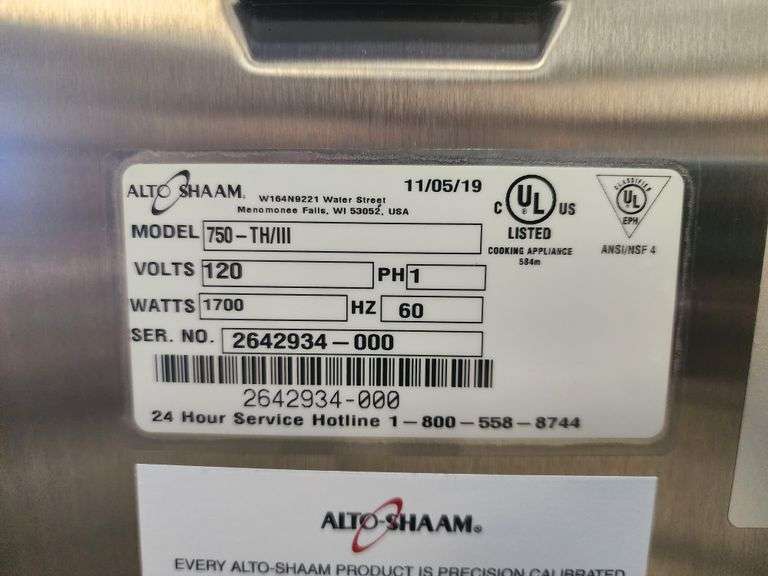 ALTO SHAAM®
11/05/19
W164N9221 Water Street
Menomonee Falls, WI 53052, USA
MODEL 750-TH/III
VOLTS 120 PH 1
WATTS 1700 HZ 60
SER. NO. 2642934-000
2642934-000
24 Hour Service Hotline 1-800-558-8744
C UL® US
LISTED
COOKING APPLIANCE
584m
CLASSIFIED
UL
EPH
ANSI/NSF 4
ALTO-SHAAM®
EVERY ALTO-SHAAM PRODUCT IS PRECISION CALIBRATED